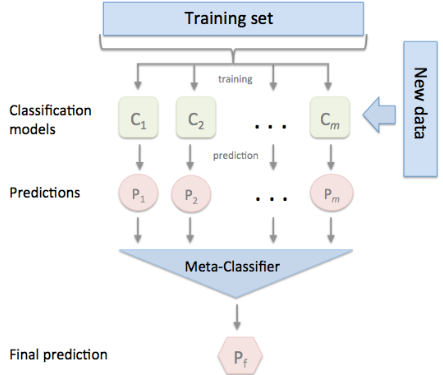 Training set
training
New data
Classification
models
C1 C2 . . . Cm
prediction
Predictions
P1 P2 . . . Pm
Meta-Classifier
Final prediction
Pf